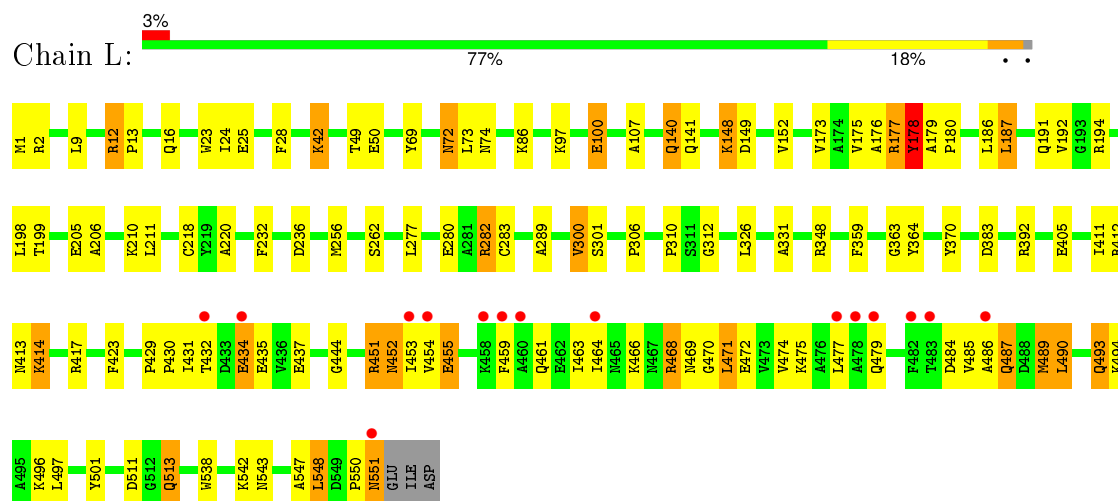 3%
Chain L:
77% 18% • •
M1 R2 L9 R12 P13 Q16 W23 I24 E25 F28 K42 T49 E50 Y69 N72 L73 N74 K86 K97 E100 A107 Q140 Q141 K148 D149 V152 V173 A174 V175 A176 R177 Y178 A179 P180 L186 L187 Q191 V192 G193 R194
L198 T199 E205 A206 K210 L211 C218 Y219 A220 F232 D236 M256 S262 L277 E280 A281 R282 C283 A289 V300 S301 P306 P310 S311 G312 L326 A331 R348 F359 G363 Y364 Y370 D383 R392 E405 I411
N413 K414 R417 F423 P429 P430 I431 T432 D433 E434 E435 V436 E437 G444 R451 N452 I453 V454 E455 K458 F459 A460 Q461 E462 I463 I464 N465 K466 N467 R468 N469 G470 L471 E472 V473 V474 K475 A476 L477 A478 Q479 F482 T483 D484 V485 A486 Q487 D488 M489 L490 Q493
A495 K496 L497 Y501 D511 G512 Q513 W538 K542 N543 A547 L548 D549 P550 N551 GLU ILE ASP